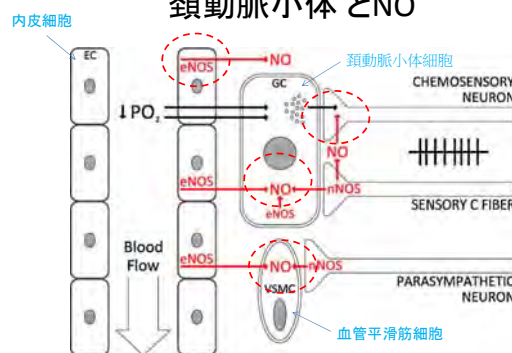 頚動脈小体 とNO
内皮細胞
EC
eNOS
NO
頚動脈小体細胞
GC
CHEMOSENSORY
NEURON
↓PO₂
NO
eNOS
NO
nNOS
eNOS
SENSORY C FIBER
Blood
Flow
eNOS
NO
nNOS
VSMC
PARASYMPATHETIC
NEURON
血管平滑筋細胞